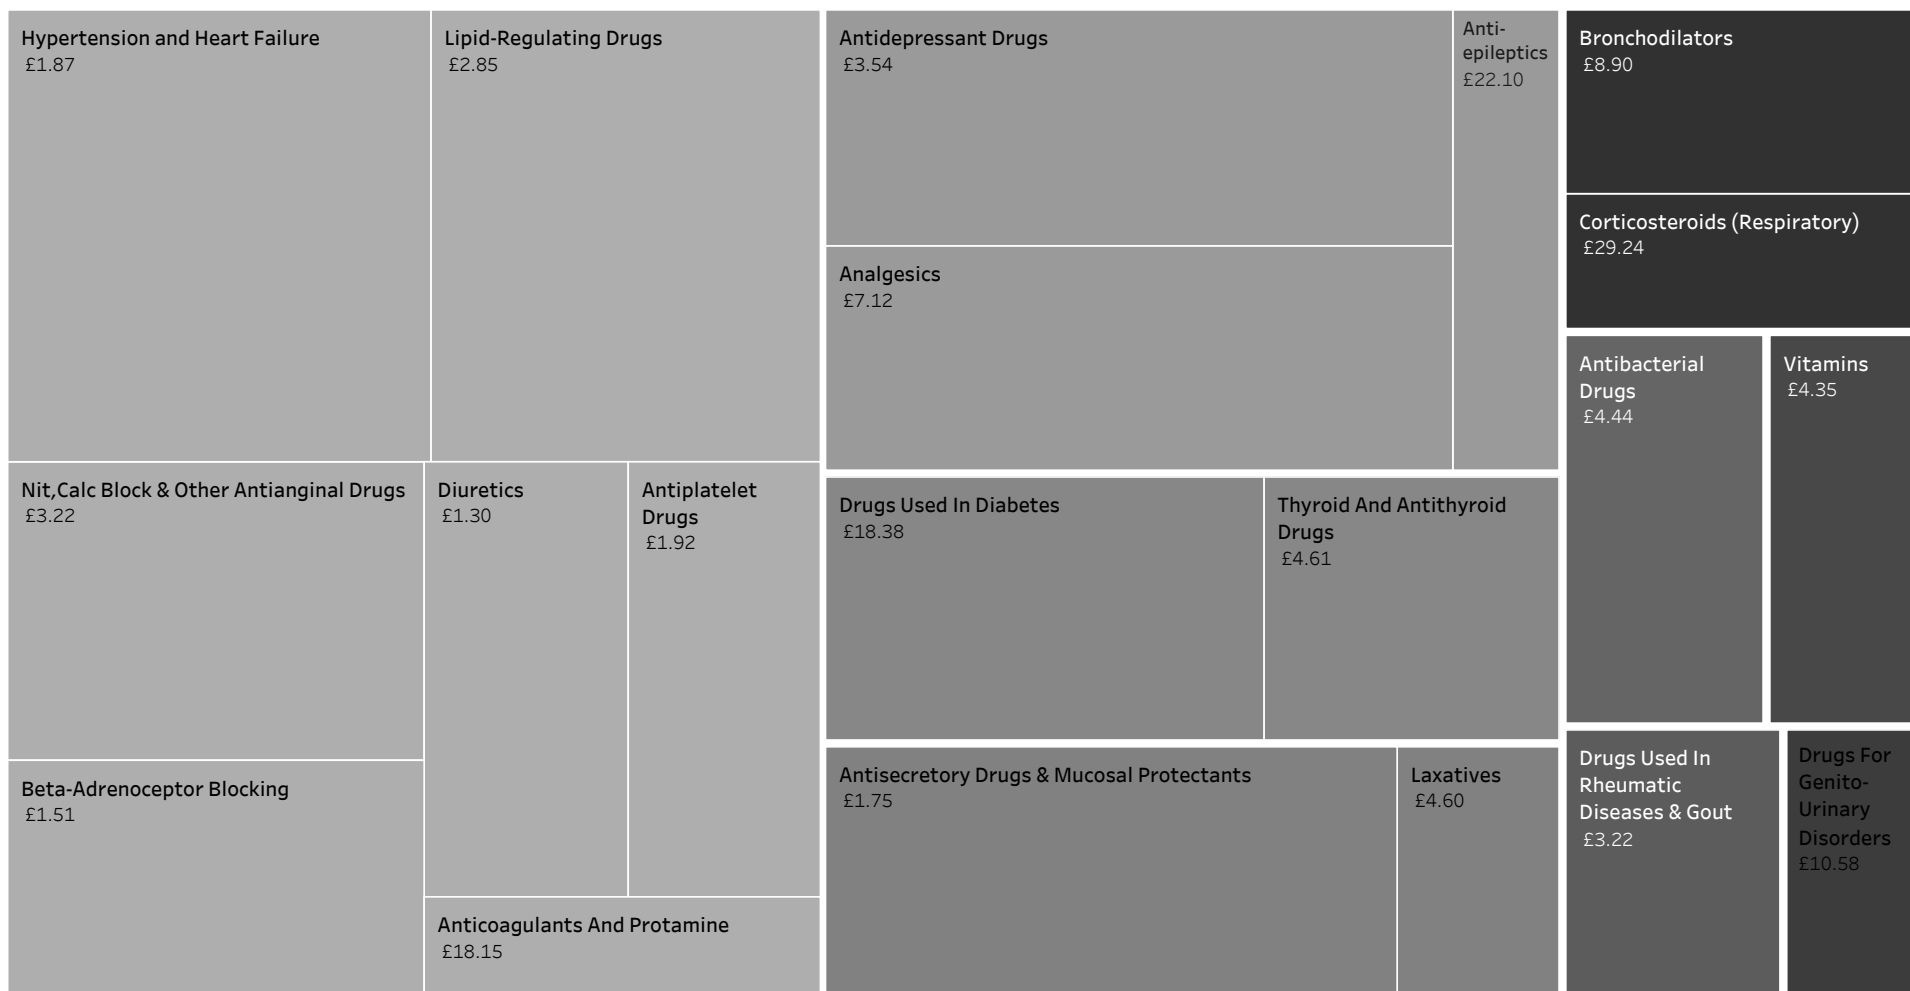 Hypertension and Heart Failure
£1.87
Lipid-Regulating Drugs
£2.85
Nit,Calc Block & Other Antianginal Drugs
£3.22
Diuretics
£1.30
Antiplatelet
Drugs
£1.92
Beta-Adrenoceptor Blocking
£1.51
Anticoagulants And Protamine
£18.15
Antidepressant Drugs
£3.54
Anti-
epileptics
£22.10
Analgesics
£7.12
Drugs Used In Diabetes
£18.38
Thyroid And Antithyroid
Drugs
£4.61
Antisecretory Drugs & Mucosal Protectants
£1.75
Laxatives
£4.60
Bronchodilators
£8.90
Corticosteroids (Respiratory)
£29.24
Antibacterial
Drugs
£4.44
Vitamins
£4.35
Drugs Used In
Rheumatic
Diseases & Gout
£3.22
Drugs For
Genito-
Urinary
Disorders
£10.58